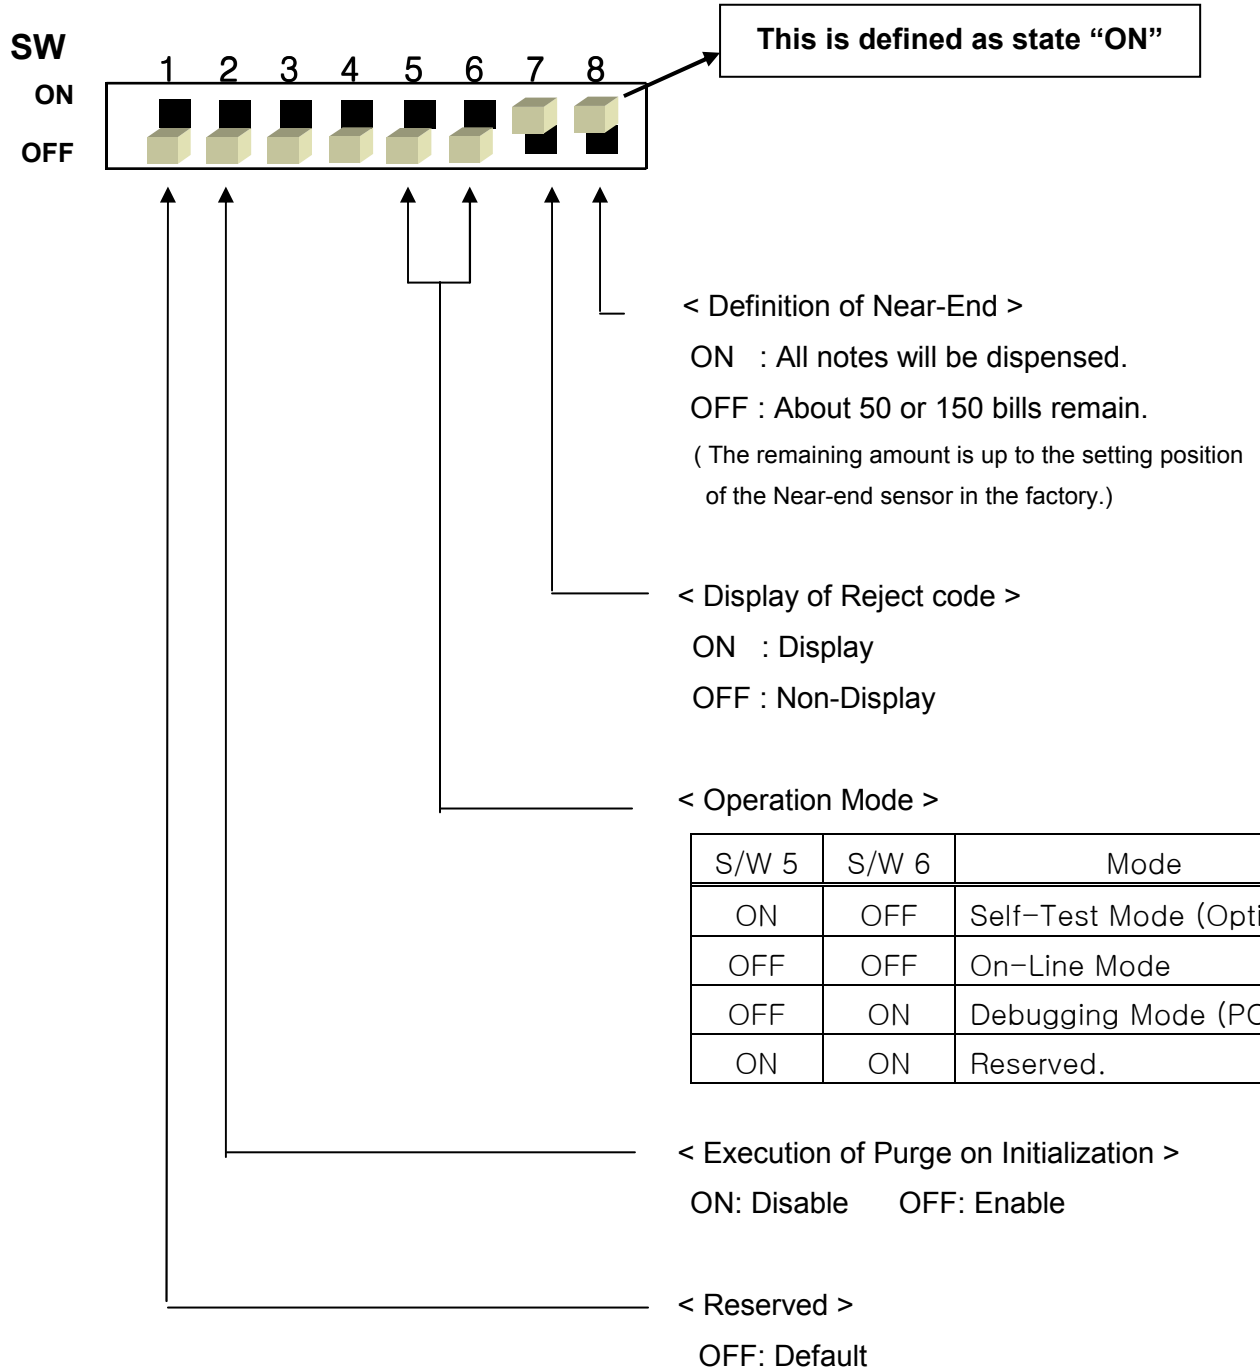 This is defined as state “ON”
SW
1 2 3 4 5 6 7 8
ON
OFF
< Definition of Near-End >
ON : All notes will be dispensed.
OFF : About 50 or 150 bills remain.
( The remaining amount is up to the setting position
of the Near-end sensor in the factory.)
< Display of Reject code >
ON : Display
OFF : Non-Display
< Operation Mode >
S/W 5 S/W 6 Mode
ON OFF Self-Test Mode
OFF OFF On-Line Mode
OFF ON Debugging Mode
ON ON Reserved.
< Execution of Purge on Initialization >
ON: Disable OFF: Enable
< Reserved >
OFF: Default